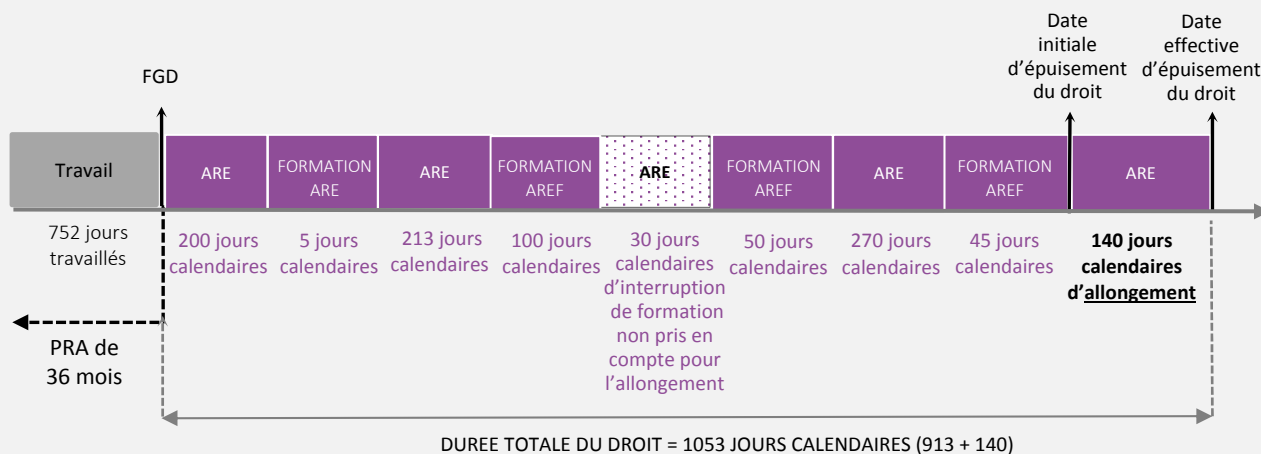 Date
initiale
d'épuisement
du droit
Date
effective
d'épuisement
du droit
FGD
Travail
ARE
FORMATION
ARE
ARE
FORMATION
AREF
ARE
FORMATION
AREF
ARE
FORMATION
AREF
ARE
752 jours
travaillés
200 jours
calendaires
5 jours
calendaires
213 jours
calendaires
100 jours
calendaires
30 jours
calendaires
d'interruption
de formation
non pris en
compte pour
l'allongement
50 jours
calendaires
270 jours
calendaires
45 jours
calendaires
140 jours
calendaires
d'allongement
PRA de
36 mois
DUREE TOTALE DU DROIT = 1053 JOURS CALENDAIRES (913 + 140)